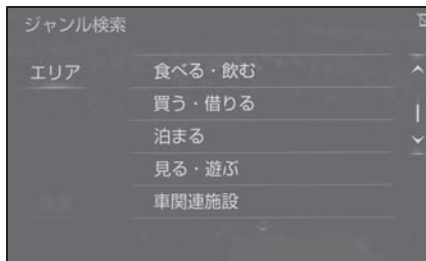 ジャンル検索
エリア
食べる・飲む
買う・借りる
泊まる
見る・遊ぶ
車関連施設